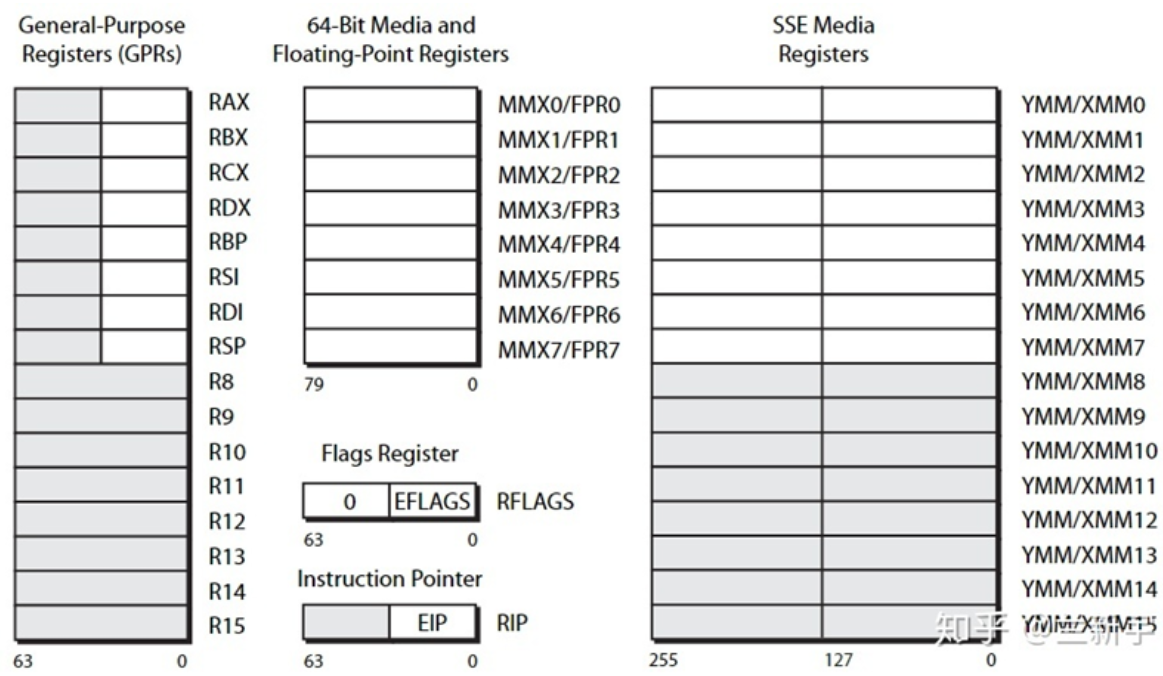 General-Purpose
Registers (GPRs)
RAX
RBX
RCX
RDX
RBP
RSI
RDI
RSP
R8
R9
R10
R11
R12
R13
R14
R15
63 0
64-Bit Media and
Floating-Point Registers
MMX0/FPR0
MMX1/FPR1
MMX2/FPR2
MMX3/FPR3
MMX4/FPR4
MMX5/FPR5
MMX6/FPR6
MMX7/FPR7
79 0
Flags Register
0 EFLAGS RFLAGS
63 0
Instruction Pointer
EIP RIP
63 0
SSE Media
Registers
YMM/XMM0
YMM/XMM1
YMM/XMM2
YMM/XMM3
YMM/XMM4
YMM/XMM5
YMM/XMM6
YMM/XMM7
YMM/XMM8
YMM/XMM9
YMM/XMM10
YMM/XMM11
YMM/XMM12
YMM/XMM13
YMM/XMM14
YMM/XMM15
255 127 0
知乎